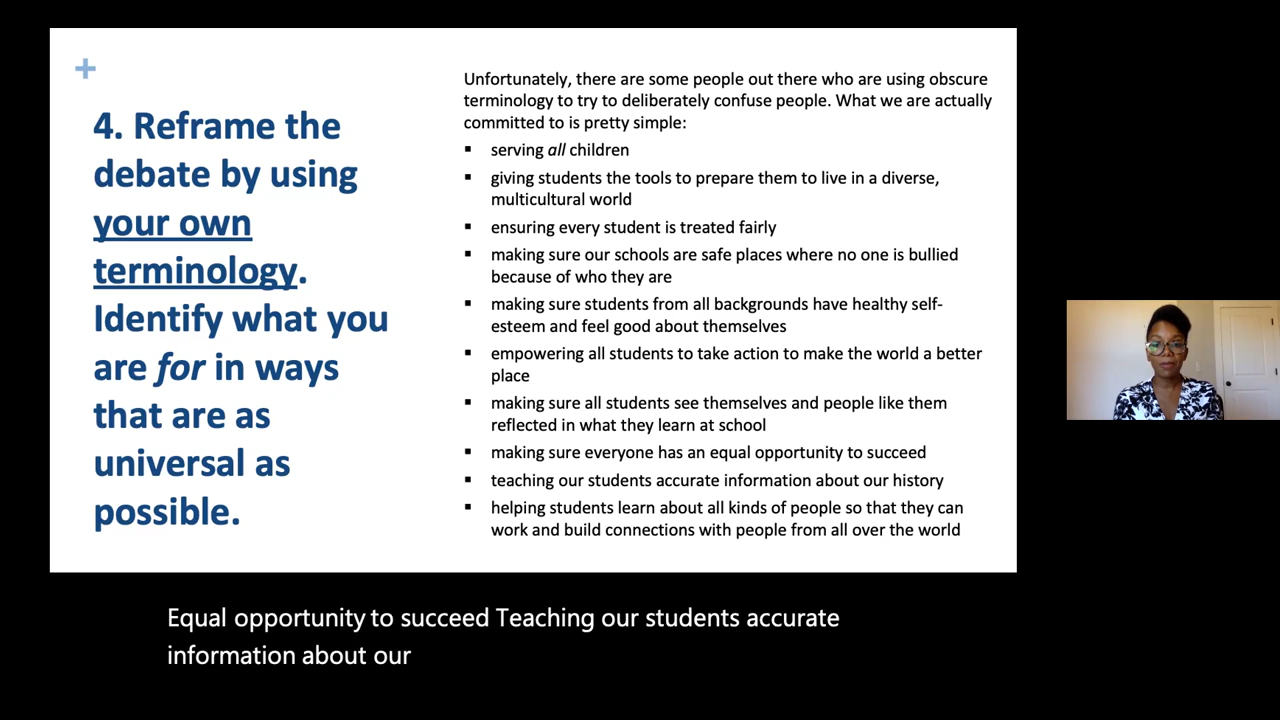 4. Reframe the
debate by using
your own
terminology.
Identify what you
are for in ways
that are as
universal as
possible.
Unfortunately, there are some people out there who are using obscure
terminology to try to deliberately confuse people. What we are actually
committed to is pretty simple:
▪ serving all children
▪ giving students the tools to prepare them to live in a diverse,
multicultural world
▪ ensuring every student is treated fairly
▪ making sure our schools are safe places where no one is bullied
because of who they are
▪ making sure students from all backgrounds have healthy self-
esteem and feel good about themselves
▪ empowering all students to take action to make the world a better
place
▪ making sure all students see themselves and people like them
reflected in what they learn at school
▪ making sure everyone has an equal opportunity to succeed
▪ teaching our students accurate information about our history
▪ helping students learn about all kinds of people so that they can
work and build connections with people from all over the world
Equal opportunity to succeed Teaching our students accurate
information about our